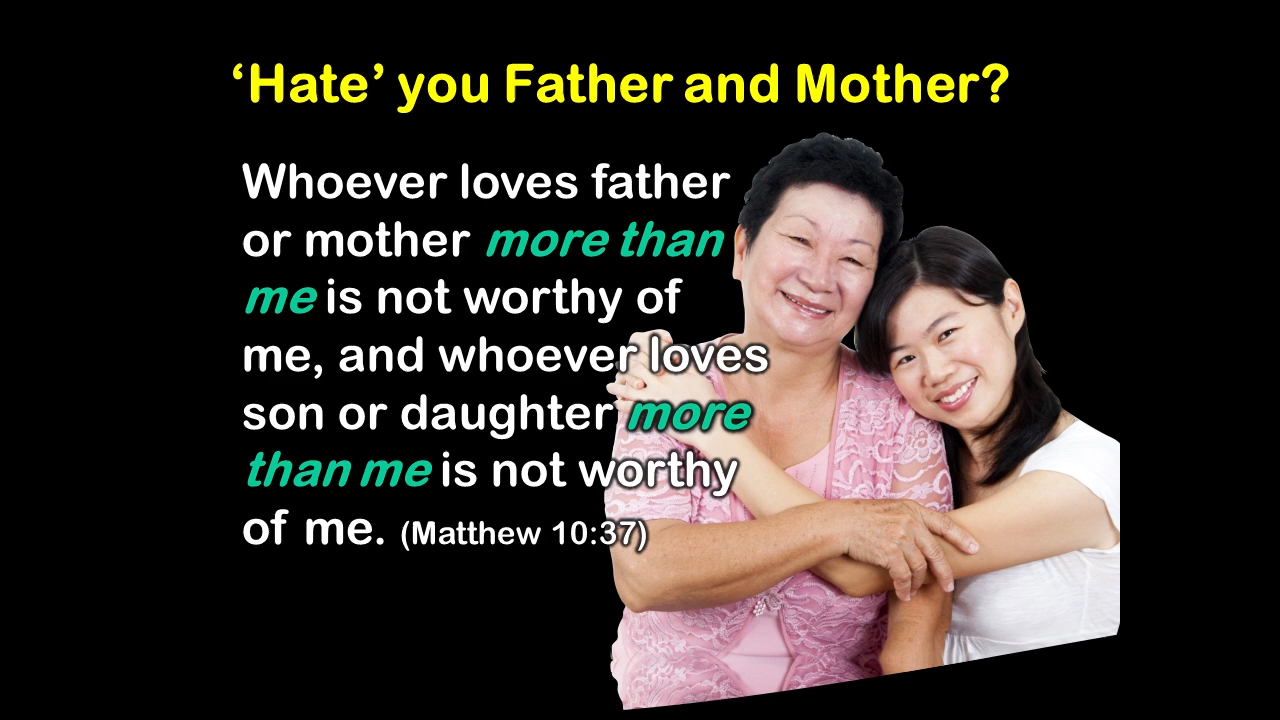 ‘Hate’ you Father and Mother?
Whoever loves father
or mother more than
me is not worthy of
me, and whoever loves
son or daughter more
than me is not worthy
of me. (Matthew 10:37)